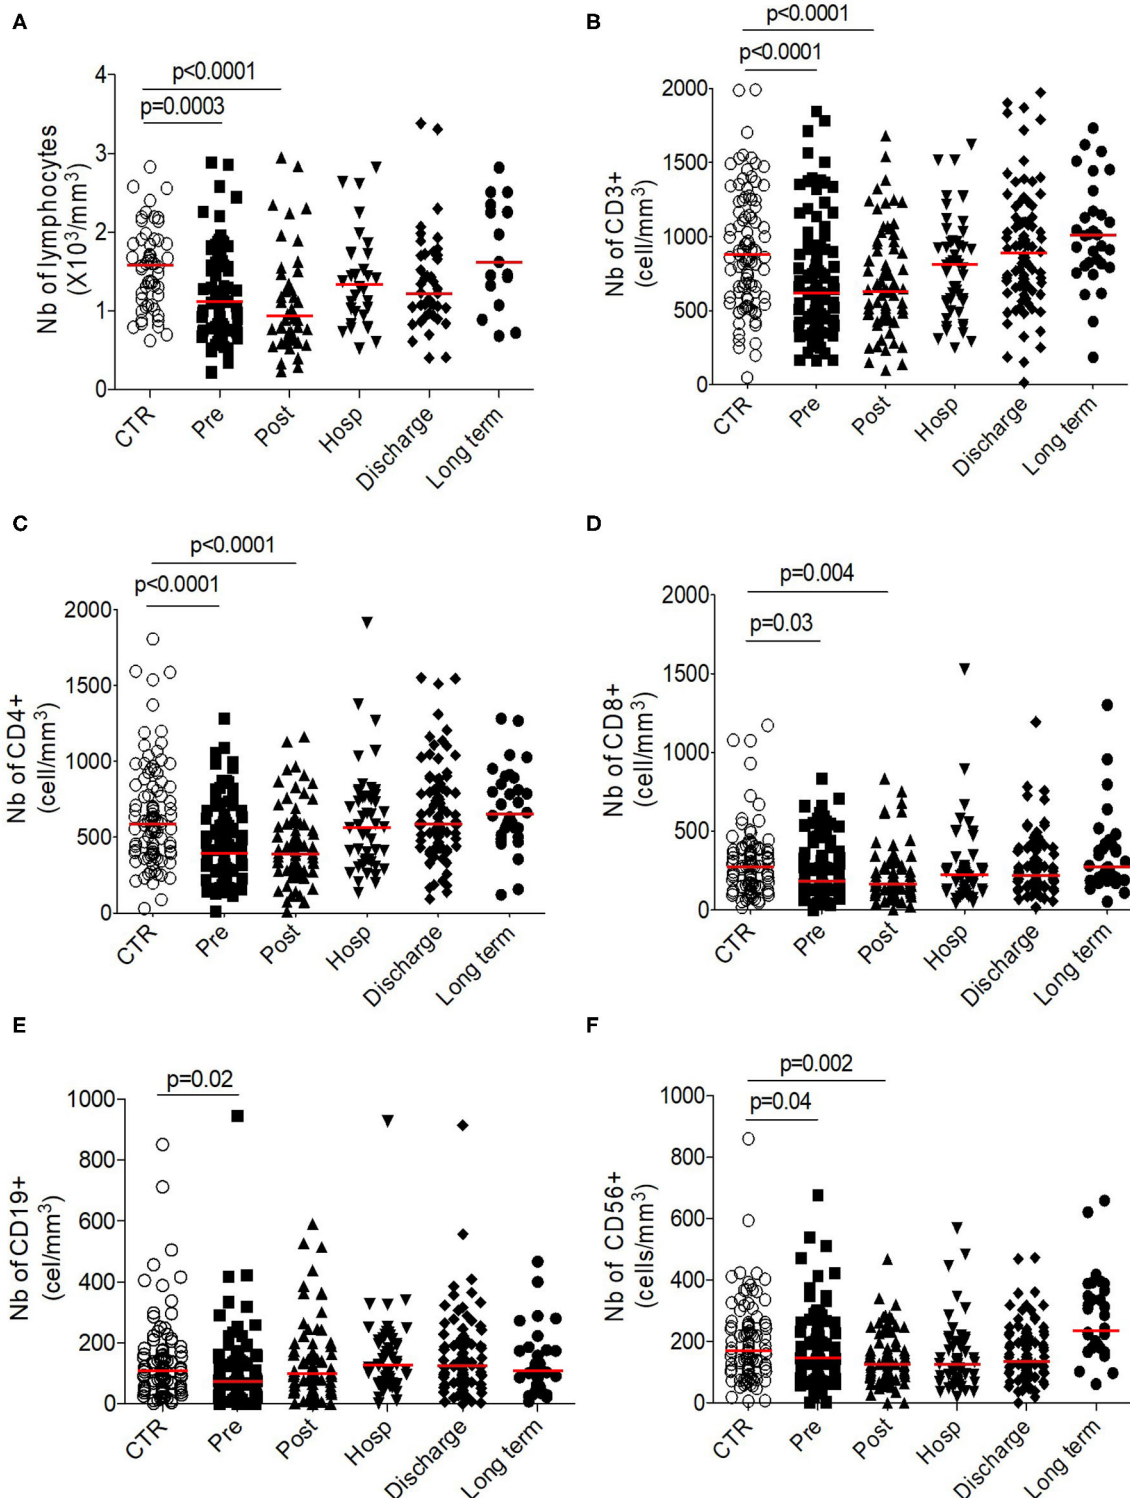 A
p<0.0001
p=0.0003
Nb of lymphocytes
(X10³/mm³)
4
3
2
1
0
CTR
Pre
Post
Hosp
Discharge
Long term
B
p<0.0001
p<0.0001
Nb of CD3+
(cell/mm³)
2000
1500
1000
500
0
CTR
Pre
Post
Hosp
Discharge
Long term
C
p<0.0001
p<0.0001
Nb of CD4+
(cell/mm³)
2000
1500
1000
500
0
CTR
Pre
Post
Hosp
Discharge
Long term
D
p=0.004
p=0.03
Nb of CD8+
(cell/mm³)
2000
1500
1000
500
0
CTR
Pre
Post
Hosp
Discharge
Long term
E
p=0.02
Nb of CD19+
(cel/mm³)
1000
800
600
400
200
0
CTR
Pre
Post
Hosp
Discharge
Long term
F
p=0.002
p=0.04
Nb of CD56+
(cells/mm³)
1000
800
600
400
200
0
CTR
Pre
Post
Hosp
Discharge
Long term